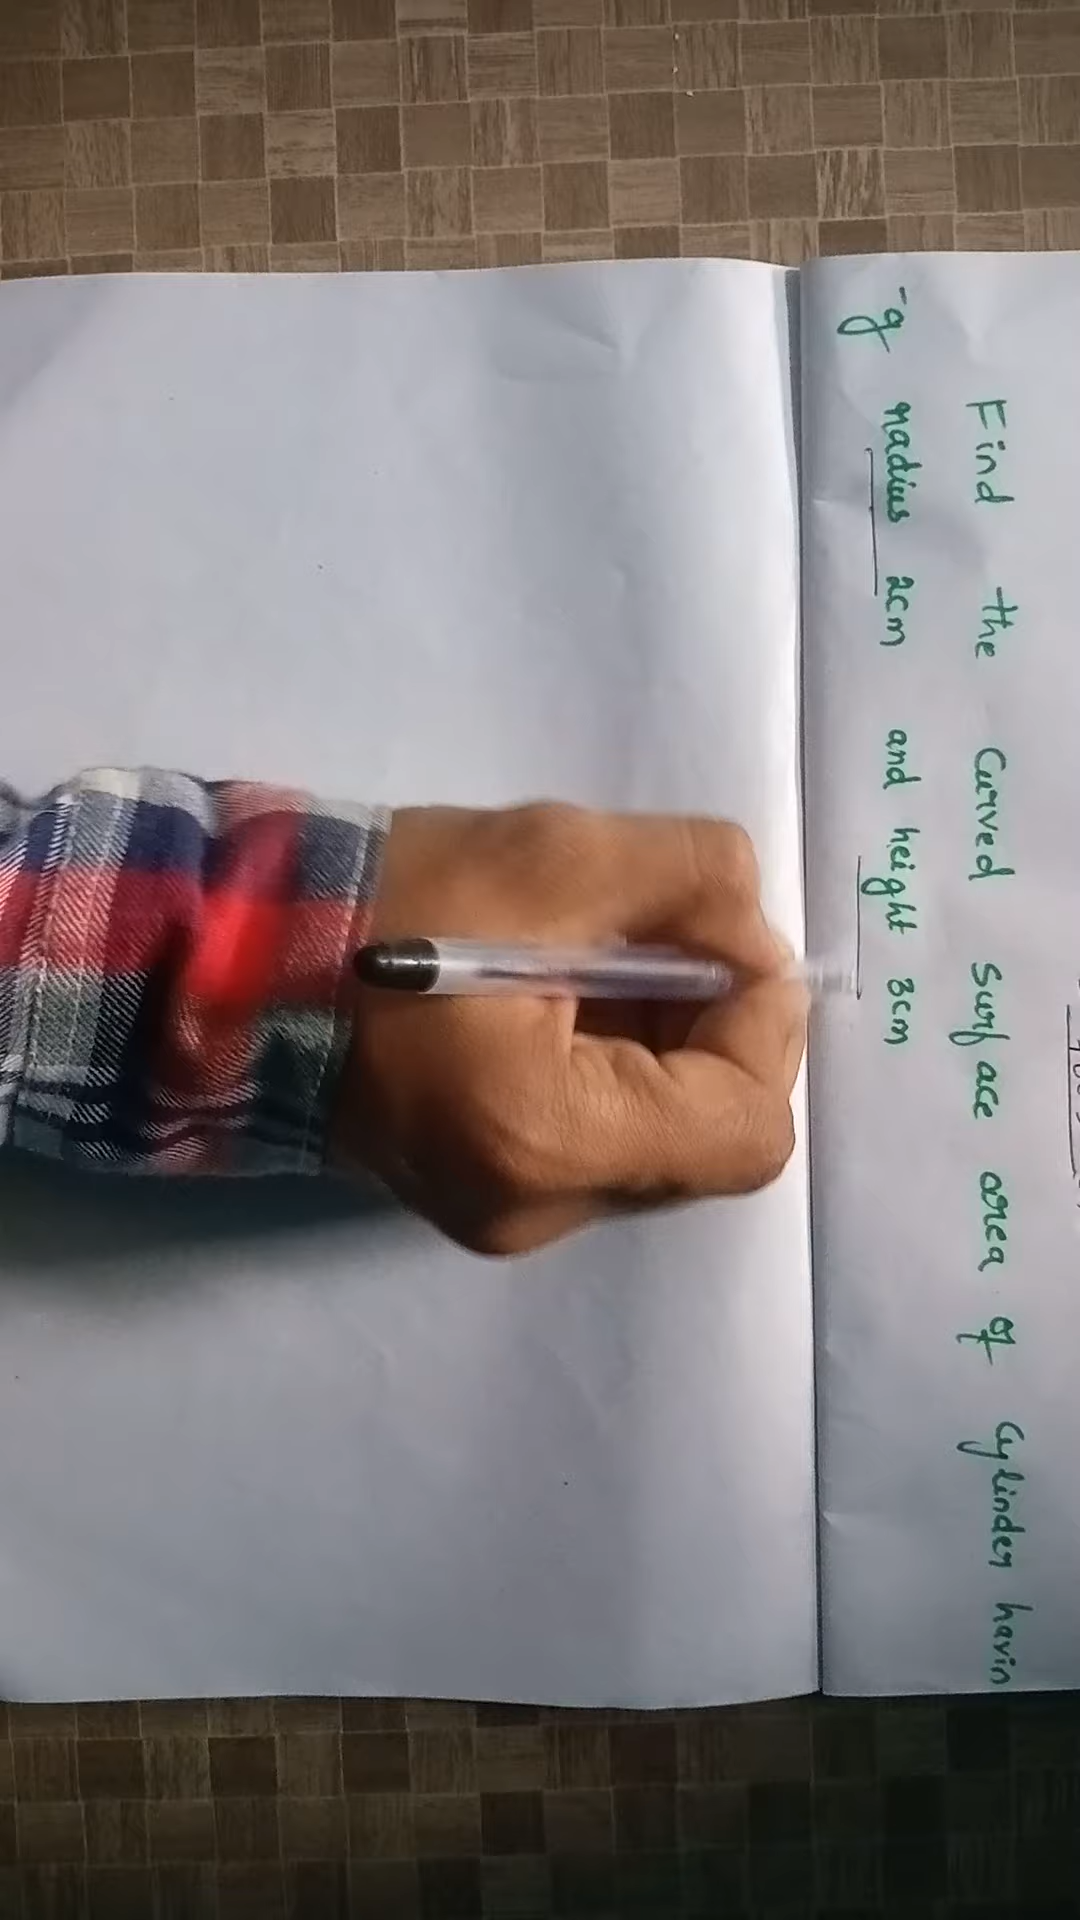 Find the Curved surface area of Cylinder havin
-g radius 2cm and height 3cm